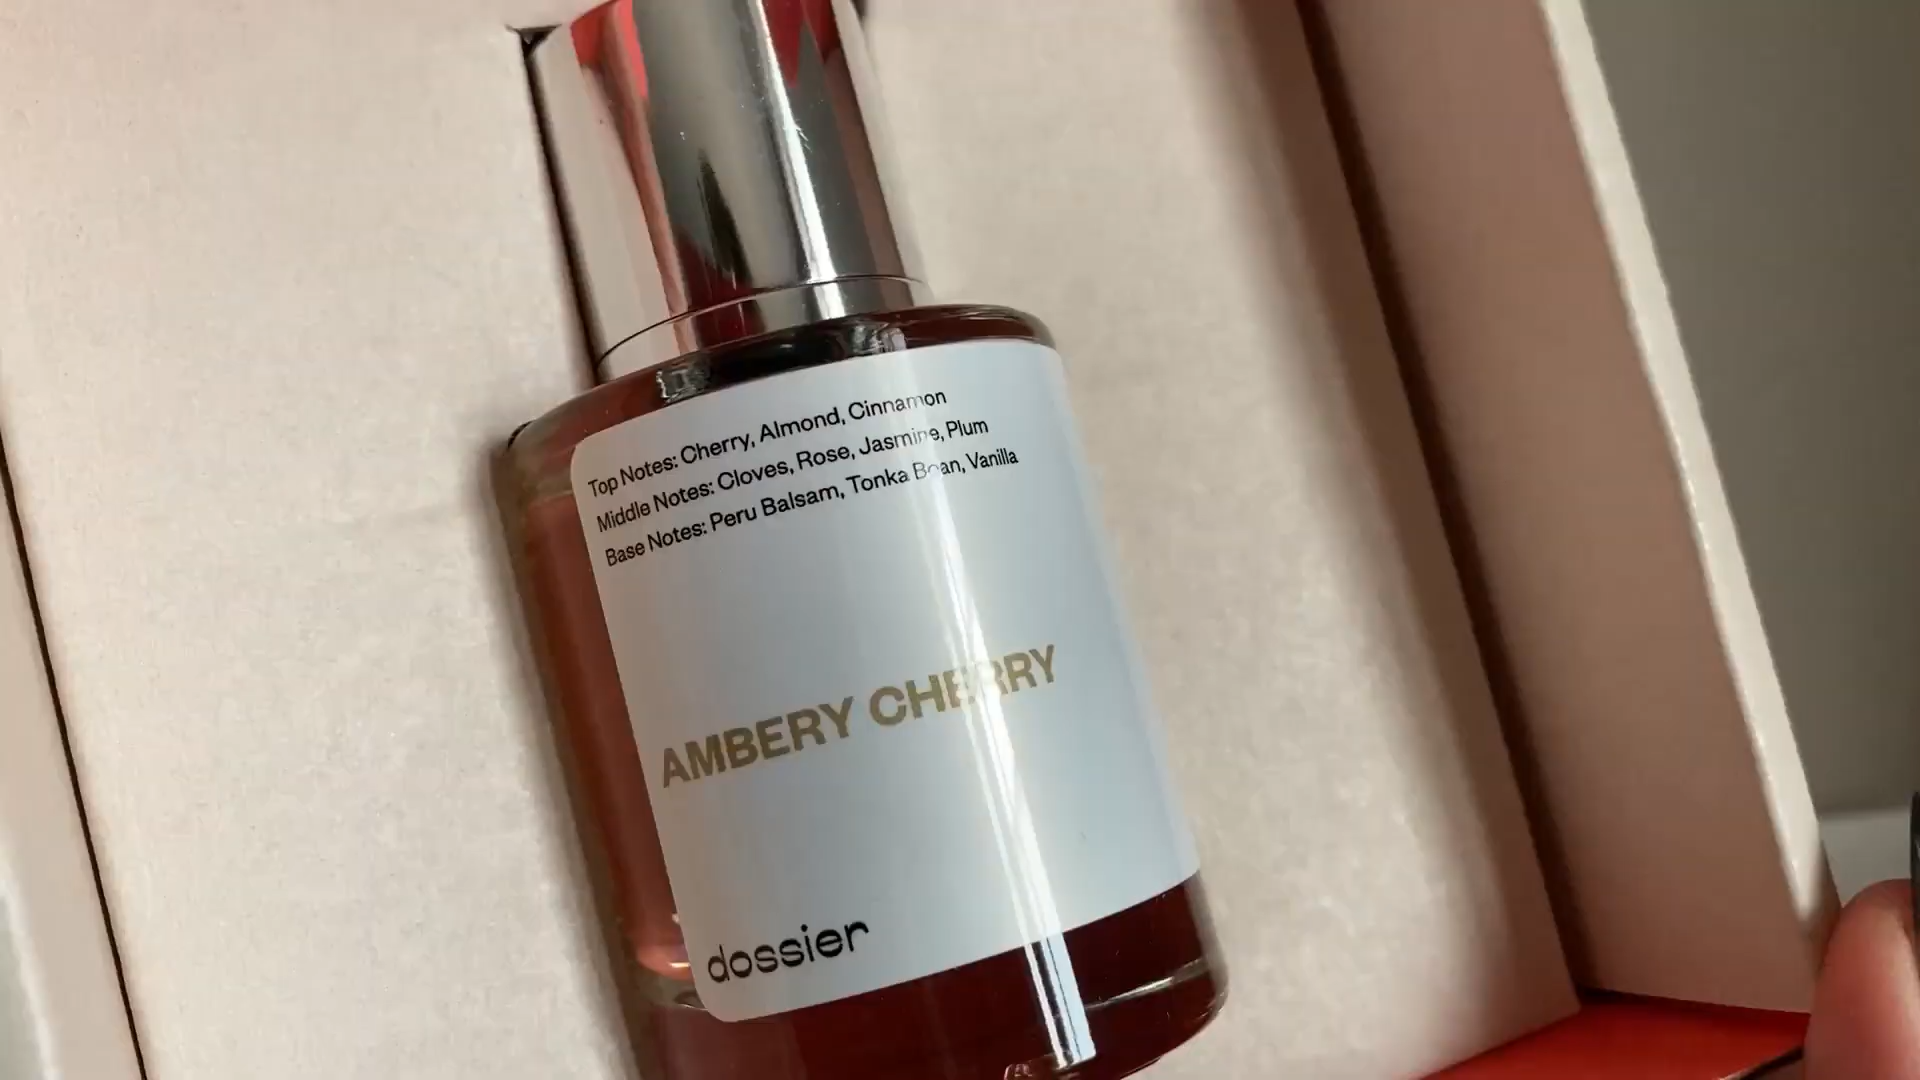 Top Notes: Cherry, Almond, Cinnamon
Middle Notes: Cloves, Rose, Jasmine, Plum
Base Notes: Peru Balsam, Tonka Bean, Vanilla
AMBERY CHERRY
dossier